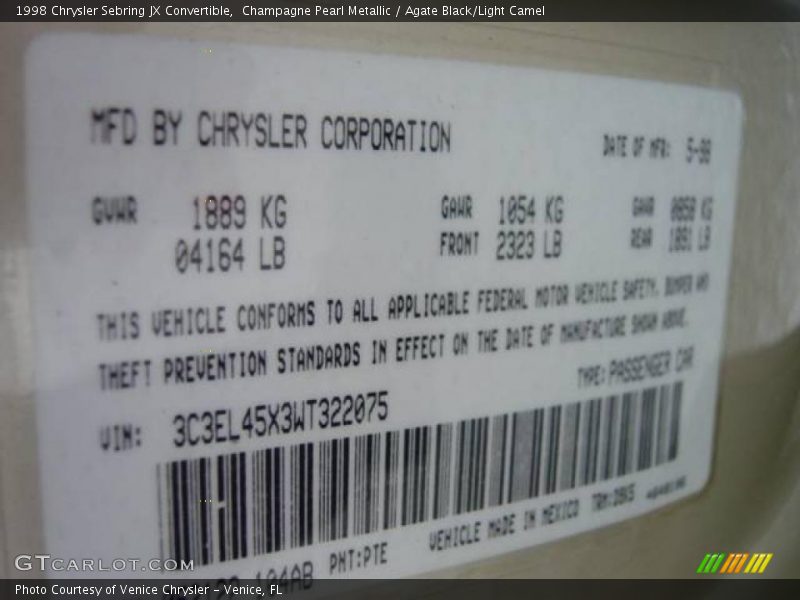 1998 Chrysler Sebring JX Convertible,  Champagne Pearl Metallic / Agate Black/Light Camel
MFD BY CHRYSLER CORPORATION
DATE OF MFR: 5-98
GVWR 1889 KG GAWR 1054 KG GAWR 0858 KG
04164 LB FRONT 2323 LB REAR 1891 LB
THIS VEHICLE CONFORMS TO ALL APPLICABLE FEDERAL MOTOR VEHICLE SAFETY, BUMPER AND
THEFT PREVENTION STANDARDS IN EFFECT ON THE DATE OF MANUFACTURE SHOWN ABOVE.
TYPE: PASSENGER CAR
VIN: 3C3EL45X3WT322075
VEHICLE MADE IN MEXICO
PNT:PTE
104AB
GTCARLOT.COM
Photo Courtesy of Venice Chrysler - Venice, FL